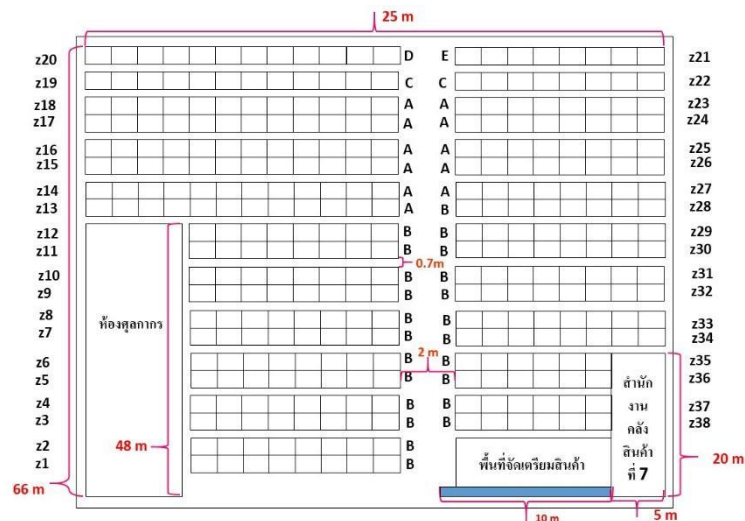 25 m
z20 D E z21
z19 C C z22
z18 A A z23
z17 A A z24
z16 A A z25
z15 A A z26
z14 A A z27
z13 A B z28
z12 B B z29
z11 B B z30
0.7m
z10 B B z31
z9 B B z32
ห้องศุลกากร
z8 B B z33
z7 B B z34
2 m
z6 B B z35
z5 B B z36
z4 B B z37
z3 B B z38
สำนัก
งาน
คลัง
สินค้า
ที่ 7
z2 B
z1 B
48 m
พื้นที่จัดเตรียมสินค้า
20 m
66 m
10 m
5 m